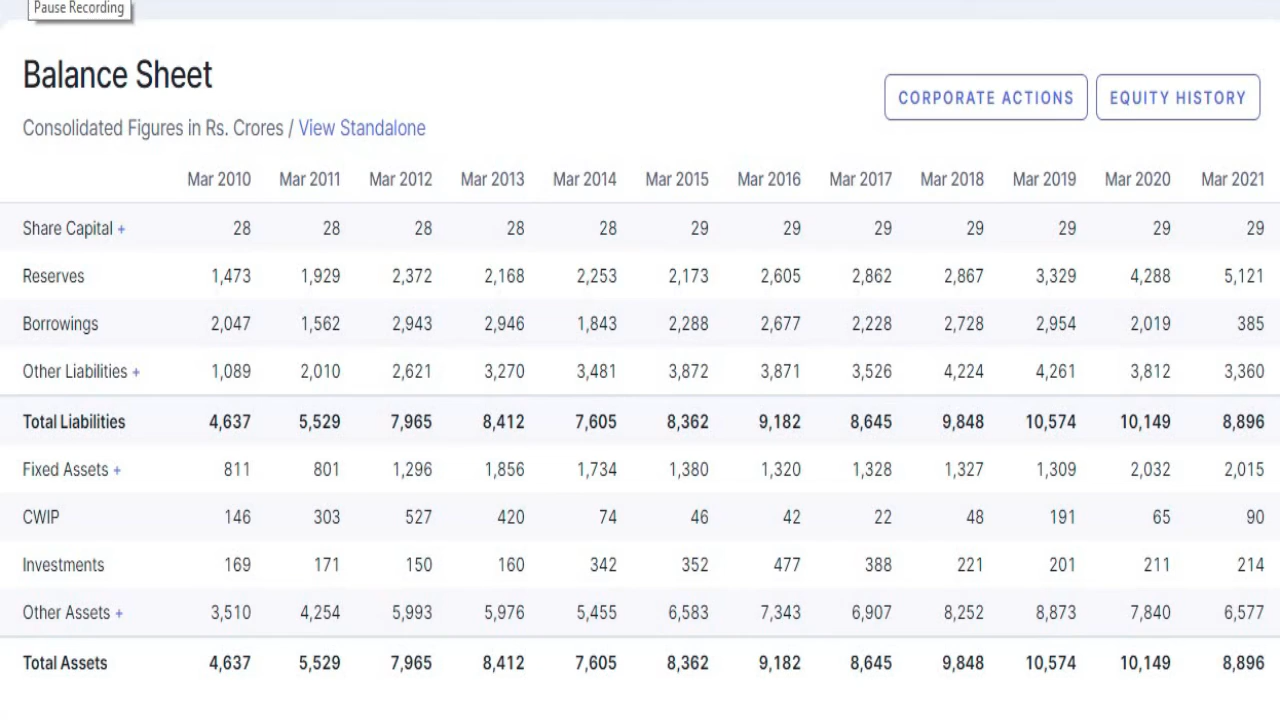 Pause Recording
Balance Sheet
CORPORATE ACTIONS EQUITY HISTORY
Consolidated Figures in Rs. Crores / View Standalone
Mar 2010 Mar 2011 Mar 2012 Mar 2013 Mar 2014 Mar 2015 Mar 2016 Mar 2017 Mar 2018 Mar 2019 Mar 2020 Mar 2021
Share Capital + 28 28 28 28 28 29 29 29 29 29 29 29
Reserves 1,473 1,929 2,372 2,168 2,253 2,173 2,605 2,862 2,867 3,329 4,288 5,121
Borrowings 2,047 1,562 2,943 2,946 1,843 2,288 2,677 2,228 2,728 2,954 2,019 385
Other Liabilities + 1,089 2,010 2,621 3,270 3,481 3,872 3,871 3,526 4,224 4,261 3,812 3,360
Total Liabilities 4,637 5,529 7,965 8,412 7,605 8,362 9,182 8,645 9,848 10,574 10,149 8,896
Fixed Assets + 811 801 1,296 1,856 1,734 1,380 1,320 1,328 1,327 1,309 2,032 2,015
CWIP 146 303 527 420 74 46 42 22 48 191 65 90
Investments 169 171 150 160 342 352 477 388 221 201 211 214
Other Assets + 3,510 4,254 5,993 5,976 5,455 6,583 7,343 6,907 8,252 8,873 7,840 6,577
Total Assets 4,637 5,529 7,965 8,412 7,605 8,362 9,182 8,645 9,848 10,574 10,149 8,896